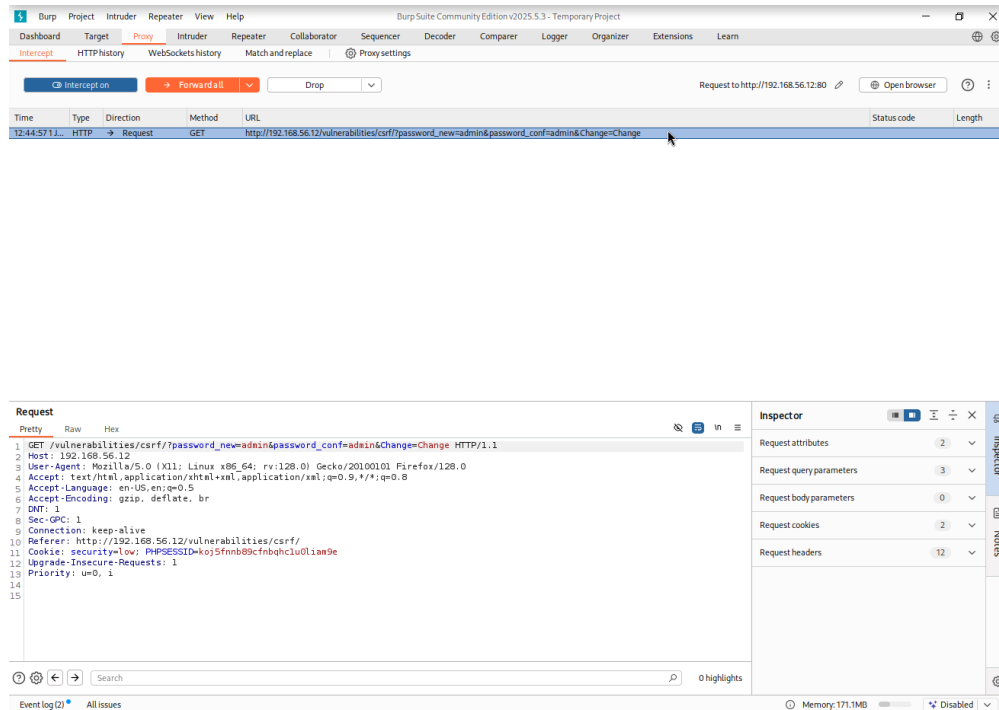 Burp Project Intruder Repeater View Help Burp Suite Community Edition v2025.5.3 - Temporary Project
Dashboard Target Proxy Intruder Repeater Collaborator Sequencer Decoder Comparer Logger Organizer Extensions Learn
Intercept HTTP history WebSockets history Match and replace Proxy settings
Intercept on Forward all Drop Request to http://192.168.56.12:80 Open browser
Time Type Direction Method URL Status code Length
12:44:57 1 J... HTTP → Request GET http://192.168.56.12/vulnerabilities/csrf/?password_new=admin&password_conf=admin&Change=Change
Request
Pretty Raw Hex
1 GET /vulnerabilities/csrf/?password_new=admin&password_conf=admin&Change=Change HTTP/1.1
2 Host: 192.168.56.12
3 User-Agent: Mozilla/5.0 (X11; Linux x86_64; rv:128.0) Gecko/20100101 Firefox/128.0
4 Accept: text/html,application/xhtml+xml,application/xml;q=0.9,*/*;q=0.8
5 Accept-Language: en-US,en;q=0.5
6 Accept-Encoding: gzip, deflate, br
7 DNT: 1
8 Sec-GPC: 1
9 Connection: keep-alive
10 Referer: http://192.168.56.12/vulnerabilities/csrf/
11 Cookie: security=low; PHPSESSID=koj5fnnb89cfnbqhc1u0liam9e
12 Upgrade-Insecure-Requests: 1
13 Priority: u=0, i
14
15
Inspector
Request attributes 2
Request query parameters 3
Request body parameters 0
Request cookies 2
Request headers 12
Inspector
Notes
Search 0 highlights
Event log (2) All issues Memory: 171.1MB Disabled